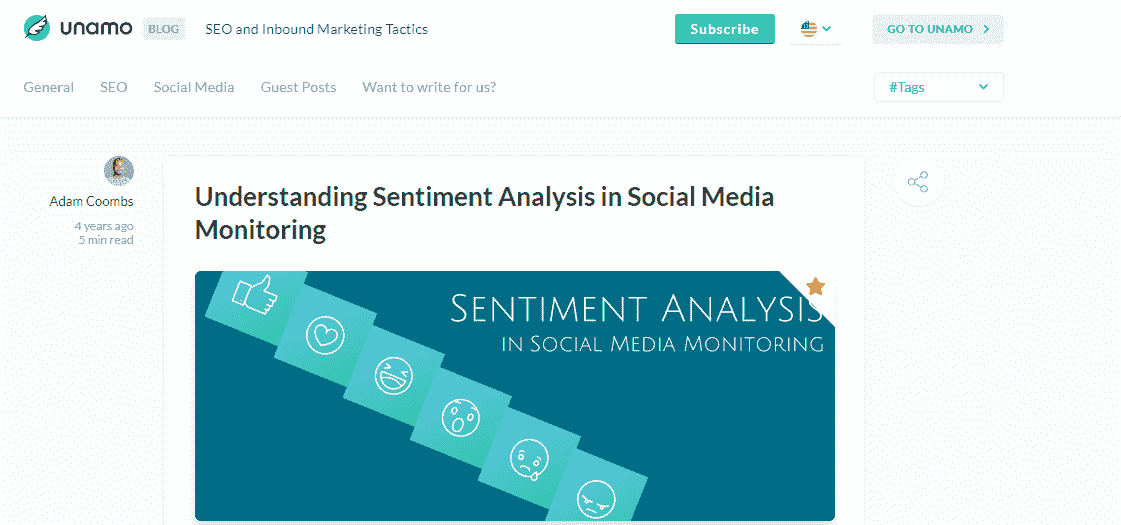 unamo BLOG SEO and Inbound Marketing Tactics Subscribe GO TO UNAMO
General SEO Social Media Guest Posts Want to write for us? #Tags
Adam Coombs
4 years ago
5 min read
Understanding Sentiment Analysis in Social Media
Monitoring
SENTIMENT ANALYSIS
IN SOCIAL MEDIA MONITORING